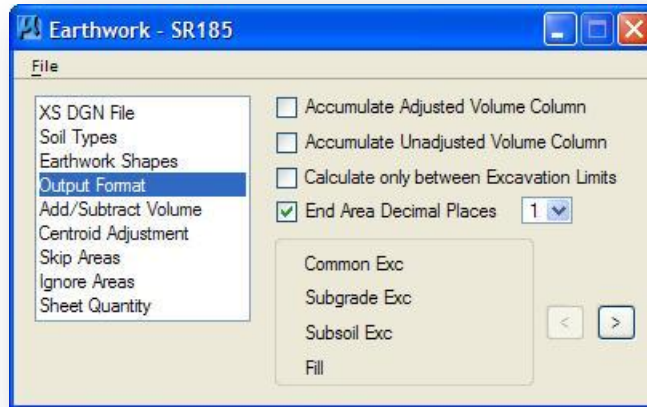 Earthwork - SR185
File
XS DGN File
Soil Types
Earthwork Shapes
Output Format
Add/Subtract Volume
Centroid Adjustment
Skip Areas
Ignore Areas
Sheet Quantity
Accumulate Adjusted Volume Column
Accumulate Unadjusted Volume Column
Calculate only between Excavation Limits
End Area Decimal Places 1
Common Exc
Subgrade Exc
Subsoil Exc
Fill
< >